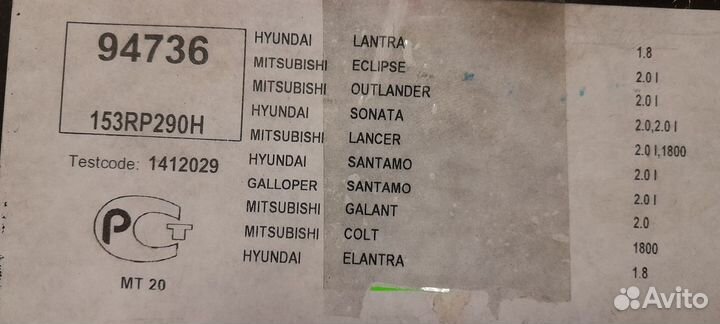 94736
153RP290H
Testcode: 1412029
РСТ
MT 20
HYUNDAI LANTRA 1.8
MITSUBISHI ECLIPSE 2.0 l
MITSUBISHI OUTLANDER 2.0 l
HYUNDAI SONATA 2.0,2.0 l
MITSUBISHI LANCER 2.0 l,1800
HYUNDAI SANTAMO 2.0 l
GALLOPER SANTAMO 2.0 l
MITSUBISHI GALANT 2.0
MITSUBISHI COLT 1800
HYUNDAI ELANTRA 1.8
Avito